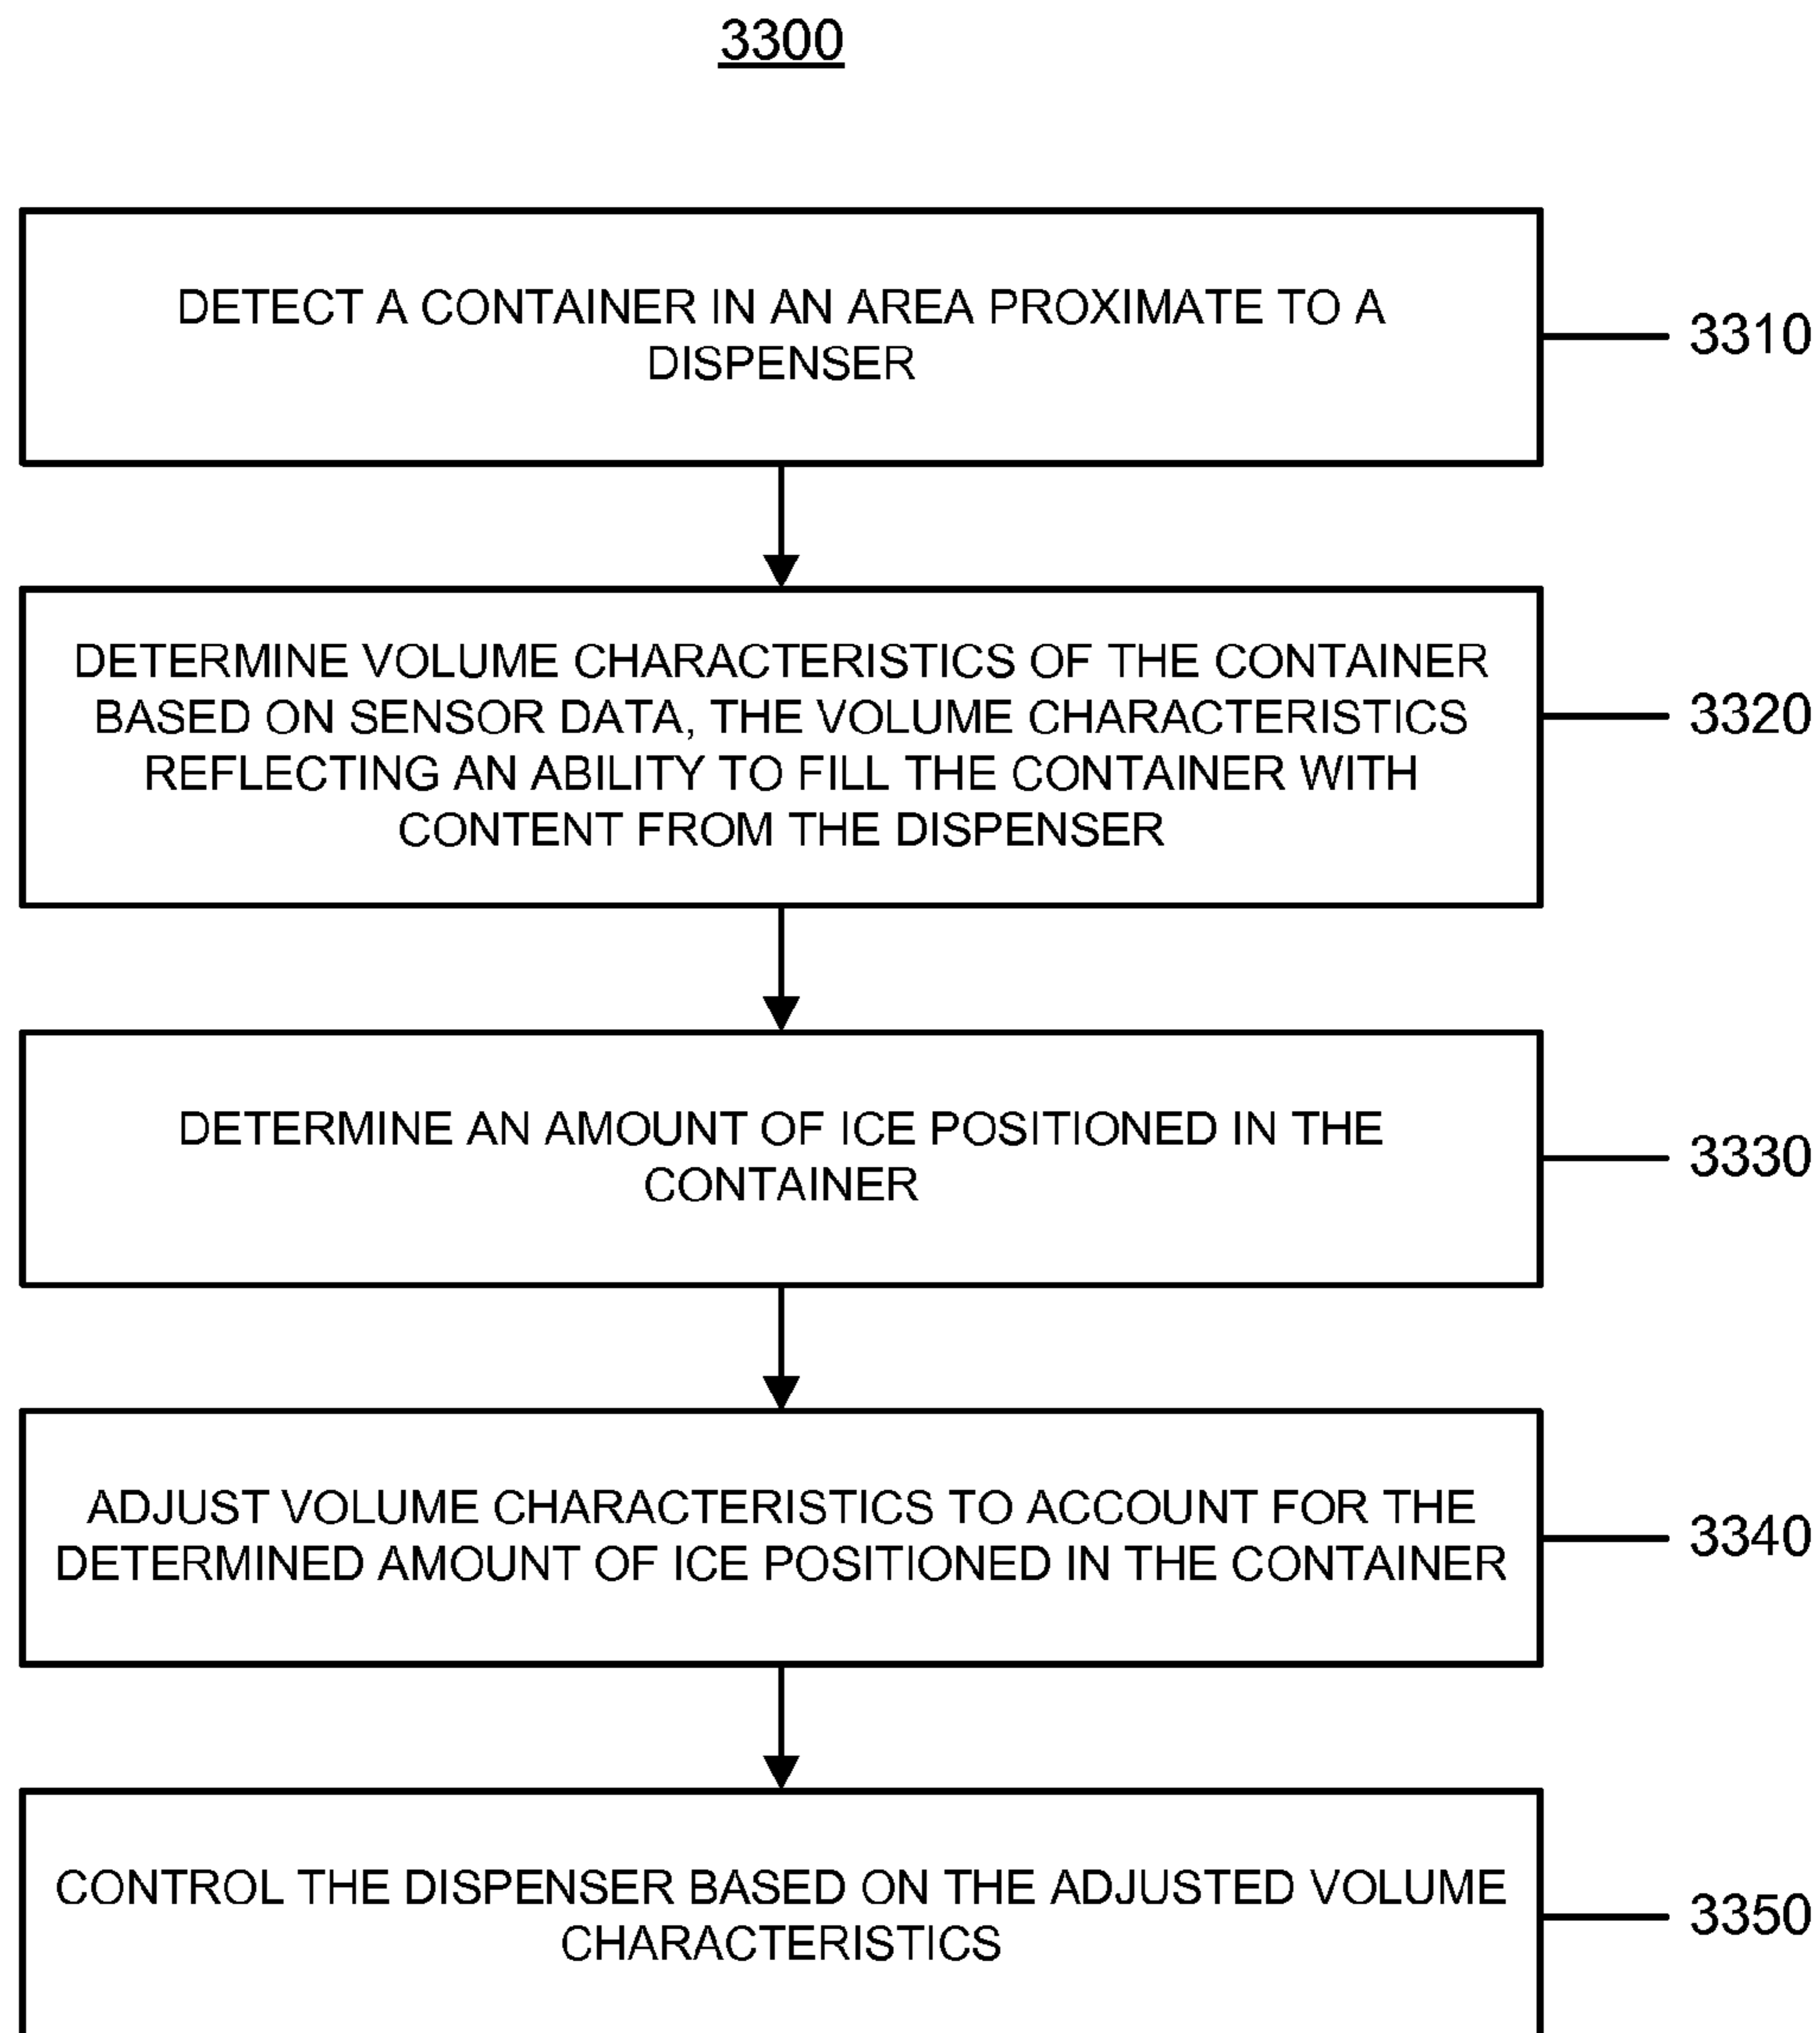 3300
DETECT A CONTAINER IN AN AREA PROXIMATE TO A
DISPENSER
3310
DETERMINE VOLUME CHARACTERISTICS OF THE CONTAINER
BASED ON SENSOR DATA, THE VOLUME CHARACTERISTICS
REFLECTING AN ABILITY TO FILL THE CONTAINER WITH
CONTENT FROM THE DISPENSER
3320
DETERMINE AN AMOUNT OF ICE POSITIONED IN THE
CONTAINER
3330
ADJUST VOLUME CHARACTERISTICS TO ACCOUNT FOR THE
DETERMINED AMOUNT OF ICE POSITIONED IN THE CONTAINER
3340
CONTROL THE DISPENSER BASED ON THE ADJUSTED VOLUME
CHARACTERISTICS
3350